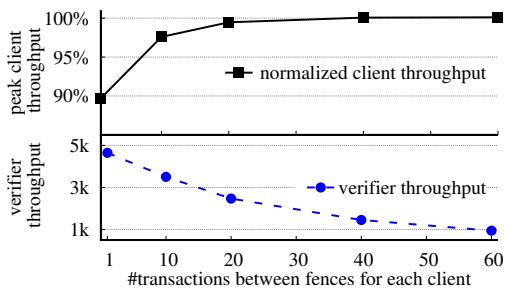 peak client
throughput
100%
95%
90%
normalized client throughput
verifier
throughput
5k
3k
1k
verifier throughput
1 10 20 30 40 50 60
#transactions between fences for each client